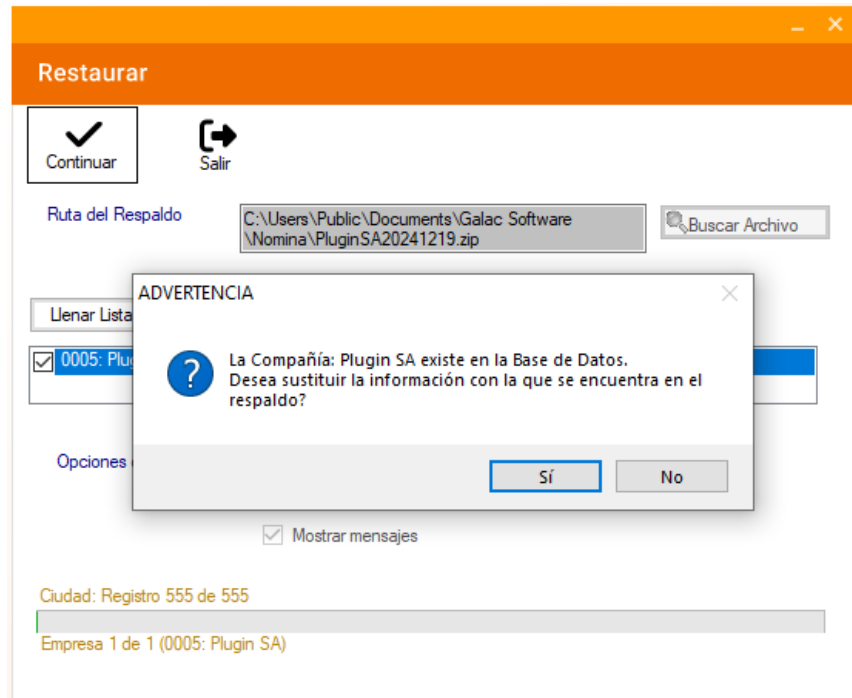 Restaurar
Continuar
Salir
Ruta del Respaldo
C:\Users\Public\Documents\Galac Software
\Nomina\PluginSA20241219.zip
Buscar Archivo
ADVERTENCIA
Llenar Lista
0005: Plu
La Compañía: Plugin SA existe en la Base de Datos.
Desea sustituir la información con la que se encuentra en el
respaldo?
Opciones
Sí
No
Mostrar mensajes
Ciudad: Registro 555 de 555
Empresa 1 de 1 (0005: Plugin SA)